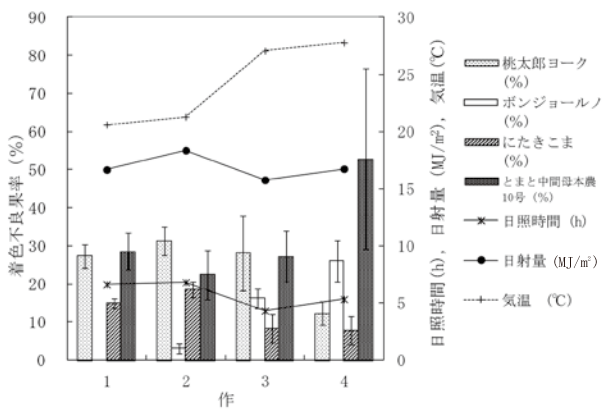 90
80
70
60
50
40
30
20
10
0
着色不良果率 (%)
1 2 3 4
作
30
25
20
15
10
5
0
日照時間(h), 日射量(MJ/m²), 気温(℃)
桃太郎ヨーク
(%)
ボンジョールノ
(%)
にたきこま
(%)
とまと中間母本農
10号 (%)
日照時間 (h)
日射量(MJ/m²)
気温 (℃)